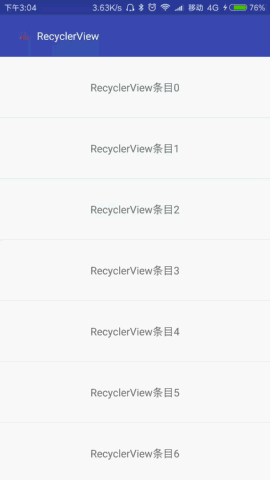 下午3:04 3.63K/s 移动 4G 76%
RecyclerView
RecyclerView条目0
RecyclerView条目1
RecyclerView条目2
RecyclerView条目3
RecyclerView条目4
RecyclerView条目5
RecyclerView条目6